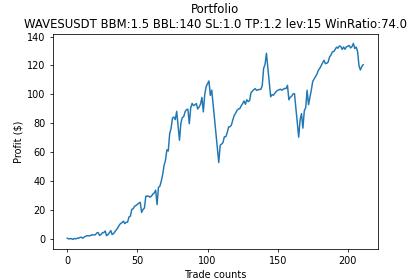 Portfolio
WAVESUSDT BBM:1.5 BBL:140 SL:1.0 TP:1.2 lev:15 WinRatio:74.0
140
120
100
80
60
40
20
0
Profit ($)
0 50 100 150 200
Trade counts